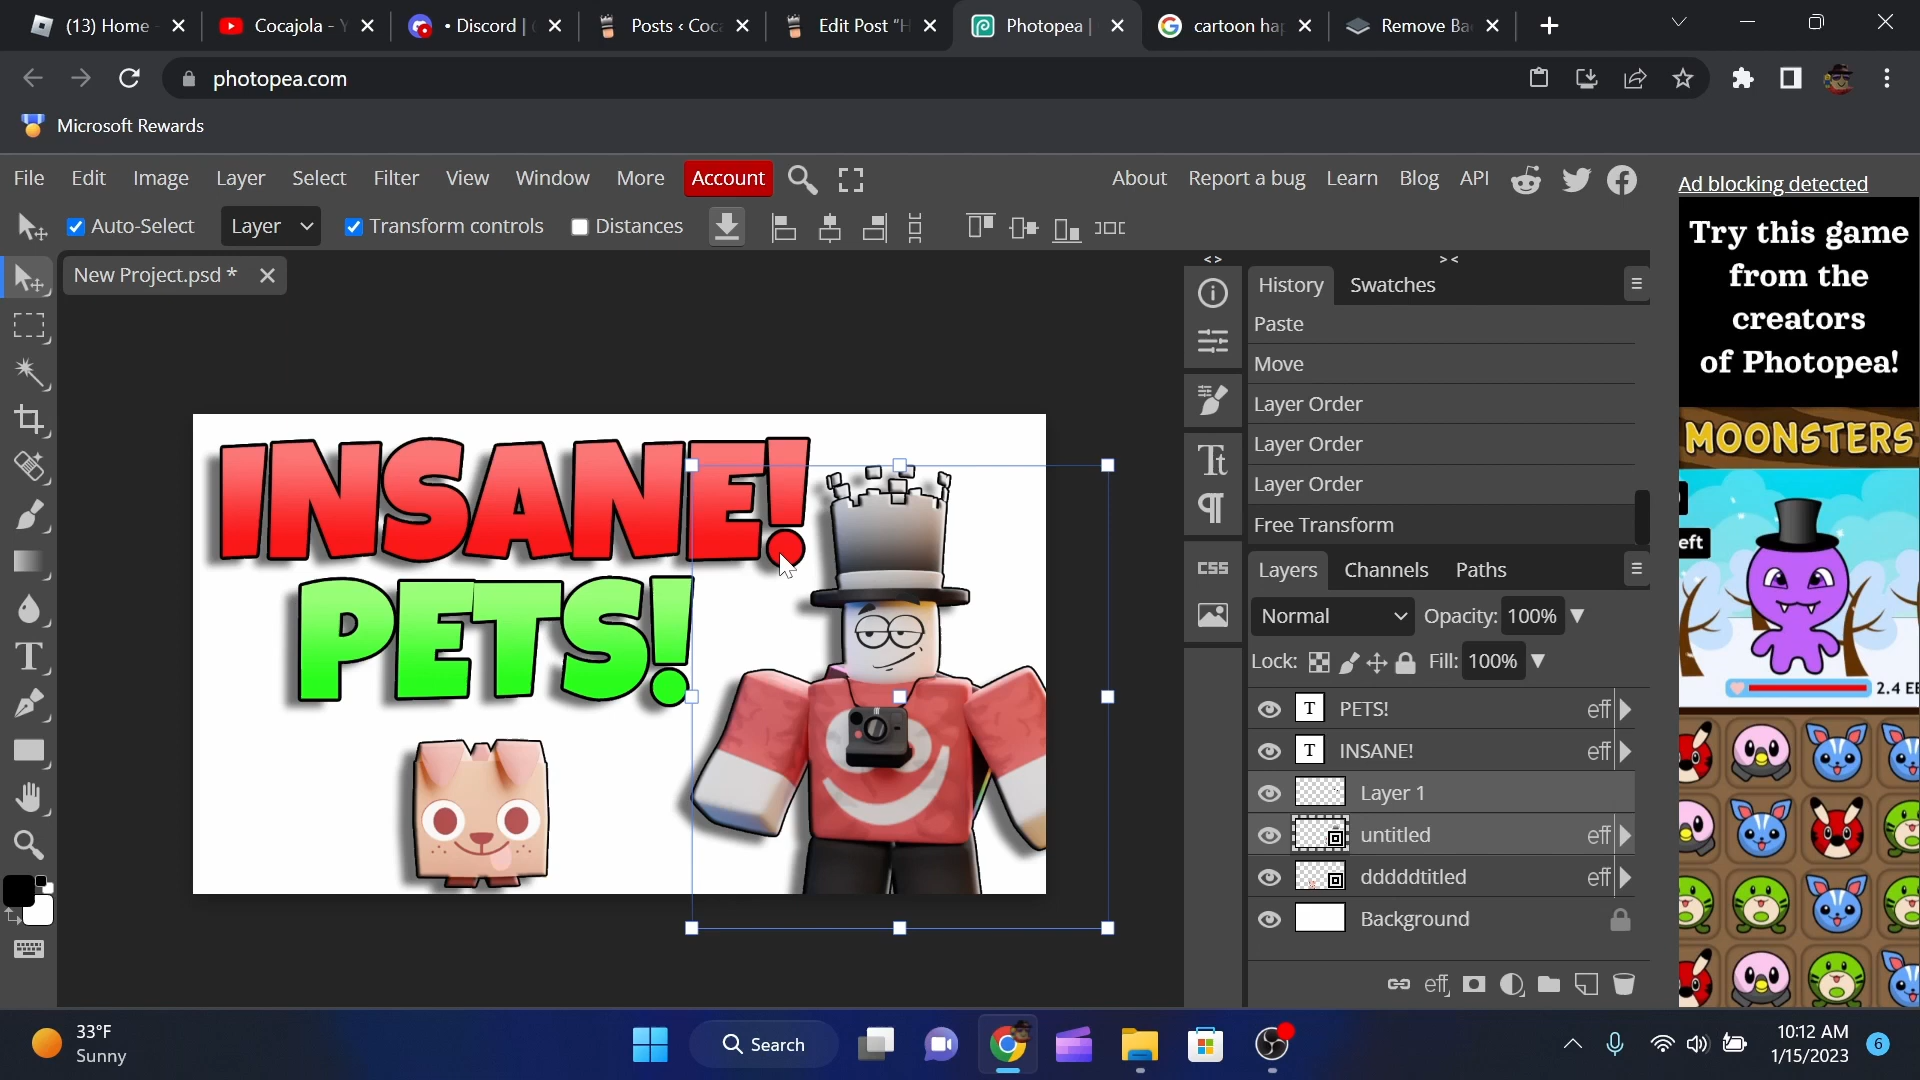 (13) Home
Cocajola - Y
• Discord | (
Posts ‹ Coc
Edit Post "H
Photopea |
cartoon hap
Remove Ba
photopea.com
Microsoft Rewards
File Edit Image Layer Select Filter View Window More Account
About Report a bug Learn Blog API
Ad blocking detected
Auto-Select Layer Transform controls Distances
New Project.psd *
Try this game
from the
creators
of Photopea!
MOONSTERS
eft
2.4 E
INSANE!
PETS!
< >
> <
History Swatches
Paste
Move
Layer Order
Layer Order
Layer Order
Free Transform
CSS
Layers Channels Paths
Normal Opacity: 100%
Lock: Fill: 100%
T PETS! eff
T INSANE! eff
Layer 1
untitled eff
dddddtitled eff
Background
eff
33°F
Sunny
Search
10:12 AM
1/15/2023
6